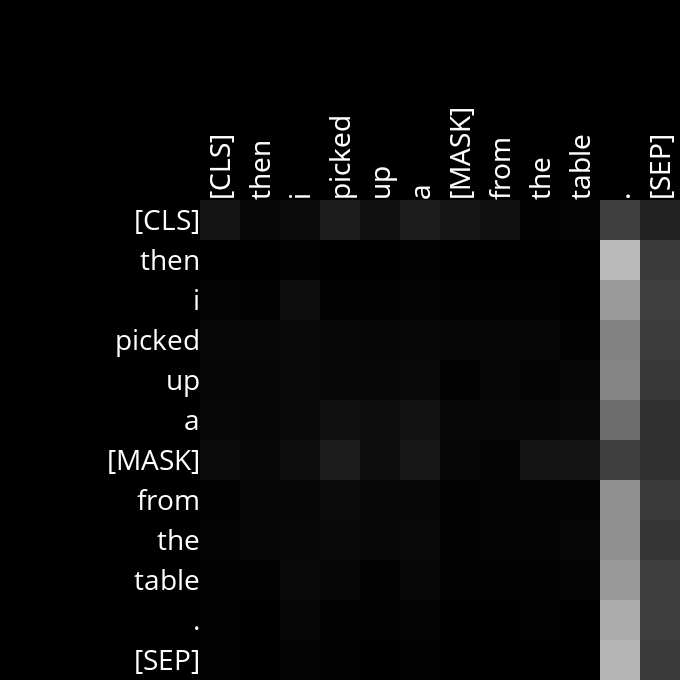 [CLS] then i picked up a [MASK] from the table . [SEP]
[CLS]
then
i
picked
up
a
[MASK]
from
the
table
.
[SEP]